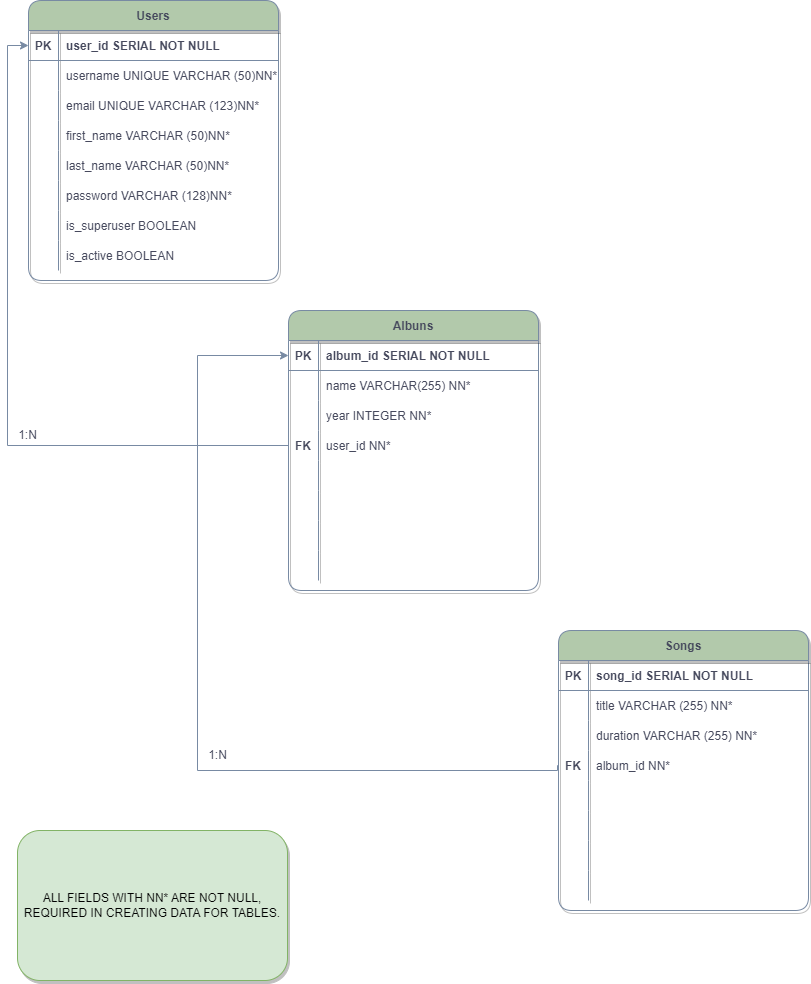 Users
PK user_id SERIAL NOT NULL
username UNIQUE VARCHAR (50)NN*
email UNIQUE VARCHAR (123)NN*
first_name VARCHAR (50)NN*
last_name VARCHAR (50)NN*
password VARCHAR (128)NN*
is_superuser BOOLEAN
is_active BOOLEAN
Albuns
PK album_id SERIAL NOT NULL
name VARCHAR(255) NN*
year INTEGER NN*
1:N
FK user_id NN*
Songs
PK song_id SERIAL NOT NULL
title VARCHAR (255) NN*
duration VARCHAR (255) NN*
1:N
FK album_id NN*
ALL FIELDS WITH NN* ARE NOT NULL,
REQUIRED IN CREATING DATA FOR TABLES.